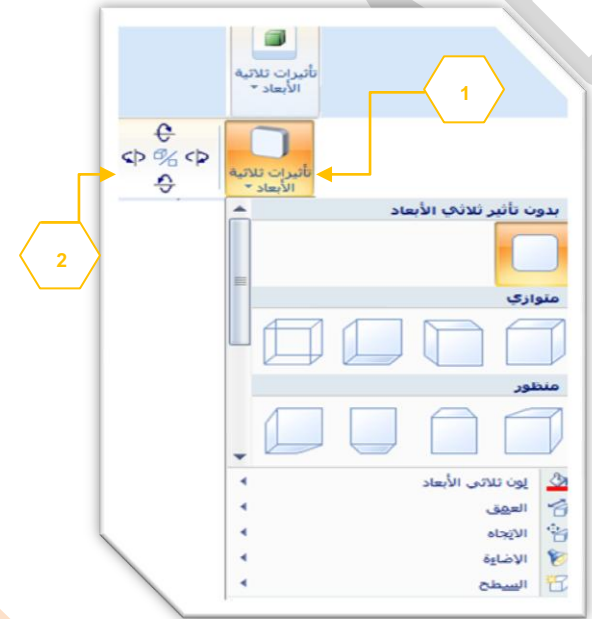 تأثيرات ثلاثية
الأبعاد
1
تأثيرات ثلاثية
الأبعاد
2
بدون تأثير ثلاثي الأبعاد
متوازي
منظور
لون ثلاثي الأبعاد
العمق
الاتجاه
الإضاءة
السطح